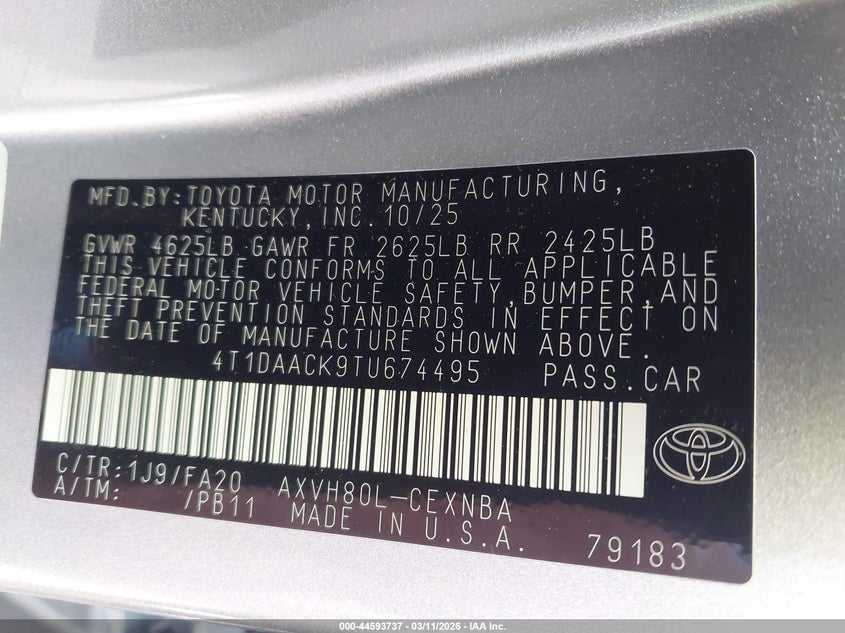 MFD.BY:TOYOTA MOTOR MANUFACTURING,
KENTUCKY,INC.10/25
GVWR 4625LB GAWR FR 2625LB RR 2425LB
THIS VEHICLE CONFORMS TO ALL APPLICABLE
FEDERAL MOTOR VEHICLE SAFETY,BUMPER,AND
THEFT PREVENTION STANDARDS IN EFFECT ON
THE DATE OF MANUFACTURE SHOWN ABOVE.
4T1DAACK9TU674495 PASS.CAR
C/TR:1J9/FA20 AXVH80L-CEXNBA
A/TM: /PB11 MADE IN U.S.A. 79183
000-44593737 - 03/11/2026 - IAA Inc.